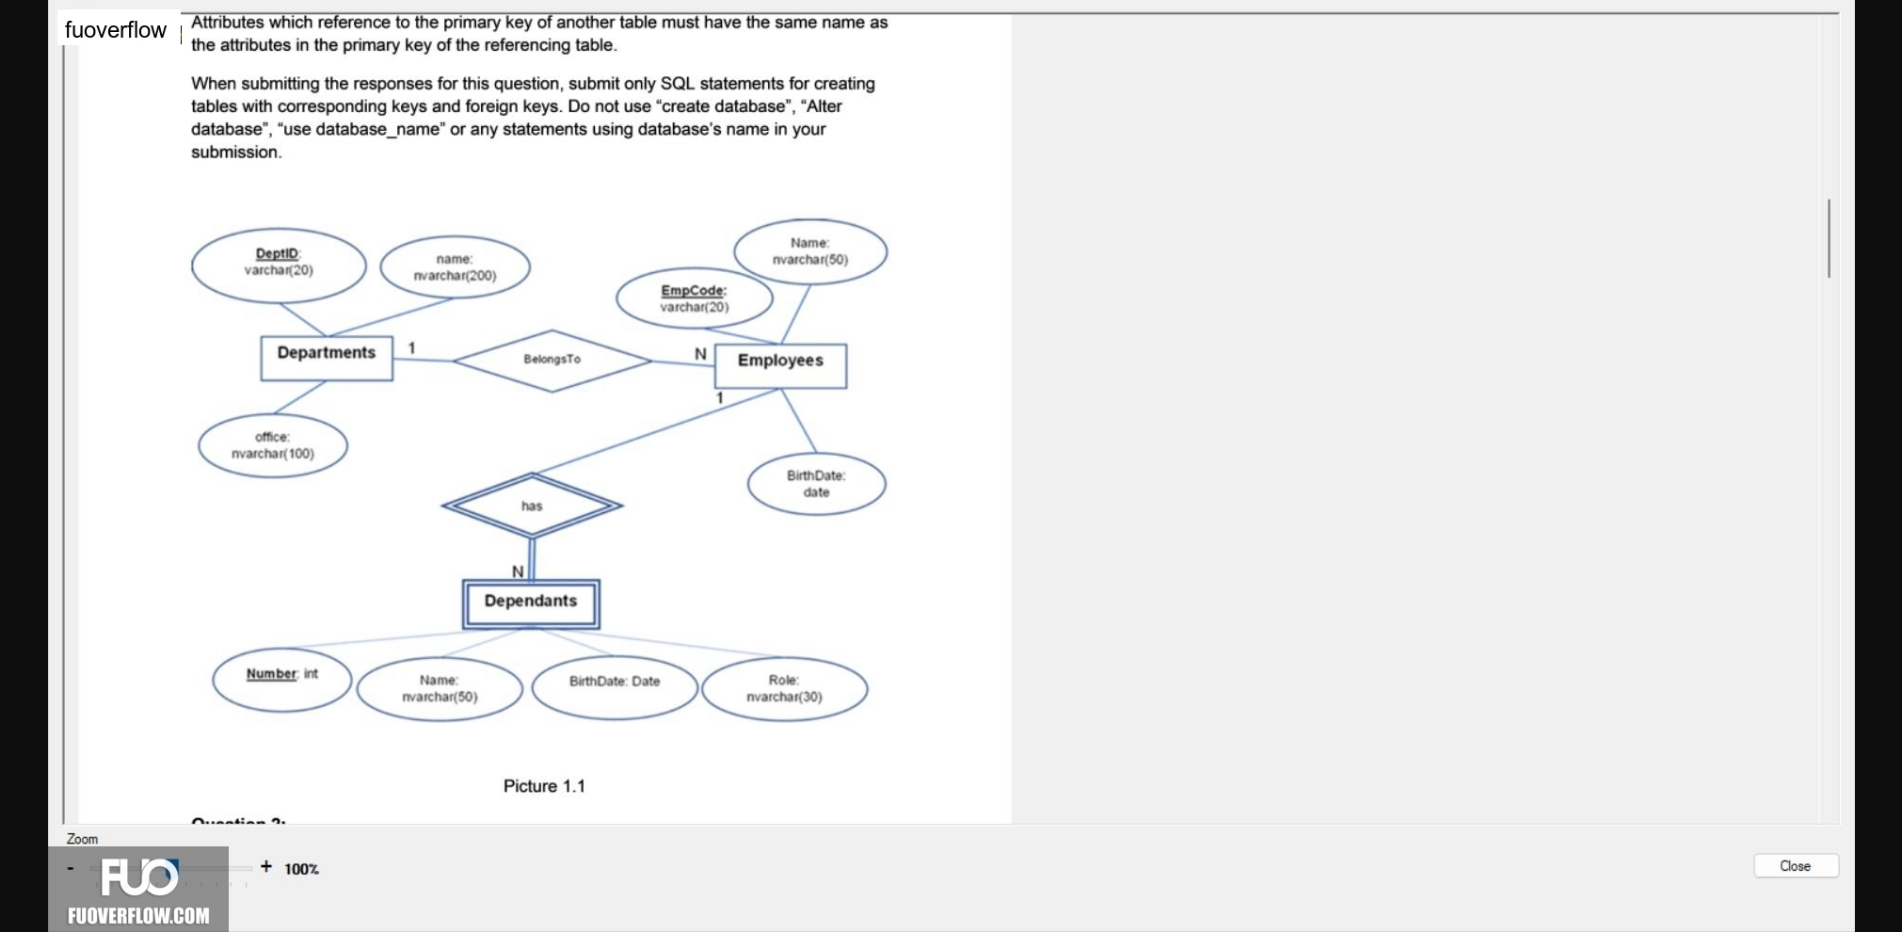 fuoverflow
Attributes which reference to the primary key of another table must have the same name as
the attributes in the primary key of the referencing table.
When submitting the responses for this question, submit only SQL statements for creating
tables with corresponding keys and foreign keys. Do not use “create database”, “Alter
database”, “use database_name” or any statements using database’s name in your
submission.
DeptID:
varchar(20)
name:
nvarchar(200)
Name:
nvarchar(50)
EmpCode:
varchar(20)
Departments
1
BelongsTo
N
Employees
1
office:
nvarchar(100)
BirthDate:
date
has
N
Dependants
Number: int
Name:
nvarchar(50)
BirthDate: Date
Role:
nvarchar(30)
Picture 1.1
Question 2:
Zoom
- + 100%
Close
FUO
FUOVERFLOW.COM